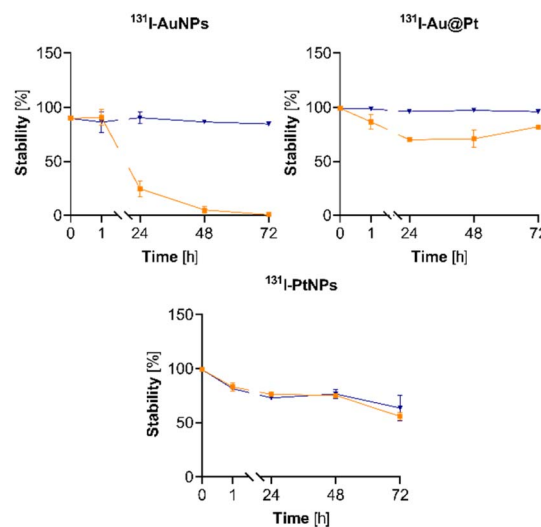 ¹³¹I-AuNPs
Stability [%]
150
100
50
0
0 1 24 48 72
Time [h]
¹³¹I-Au@Pt
Stability [%]
150
100
50
0
0 1 24 48 72
Time [h]
¹³¹I-PtNPs
Stability [%]
150
100
50
0
0 1 24 48 72
Time [h]